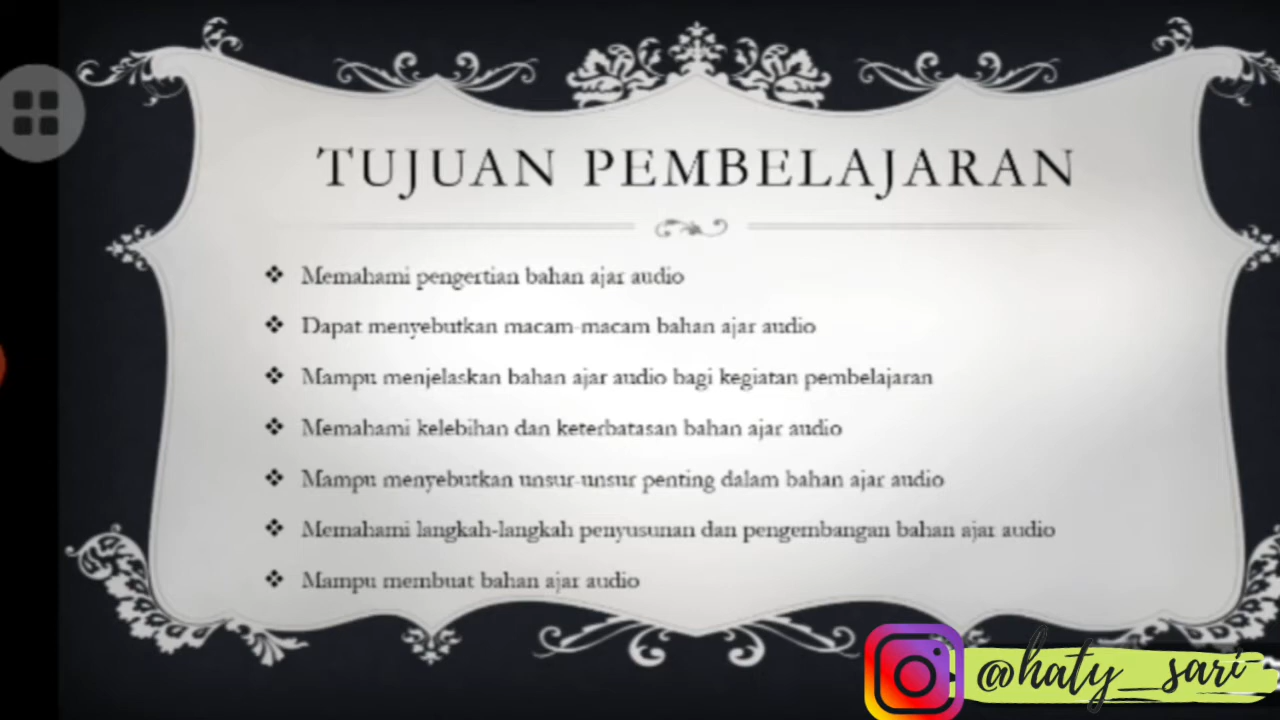 TUJUAN PEMBELAJARAN
Memahami pengertian bahan ajar audio
Dapat menyebutkan macam-macam bahan ajar audio
Mampu menjelaskan bahan ajar audio bagi kegiatan pembelajaran
Memahami kelebihan dan keterbatasan bahan ajar audio
Mampu menyebutkan unsur-unsur penting dalam bahan ajar audio
Memahami langkah-langkah penyusunan dan pengembangan bahan ajar audio
Mampu membuat bahan ajar audio
@haty_sari